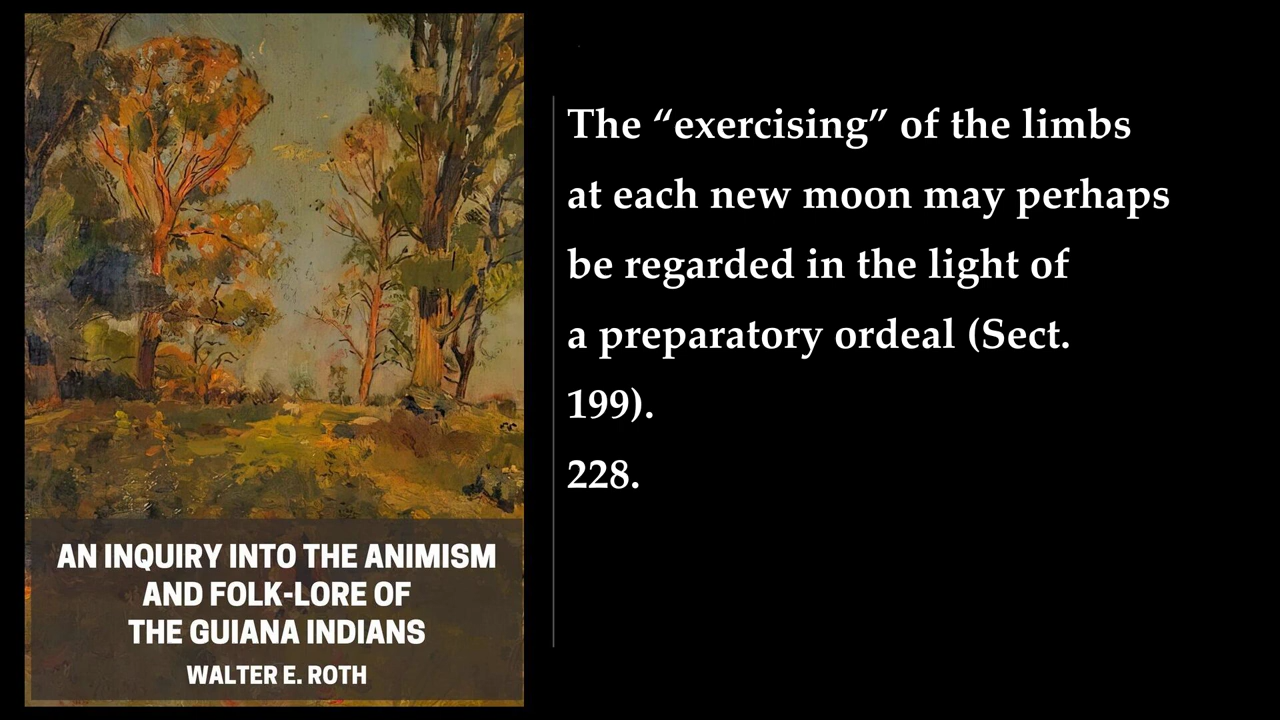 The “exercising” of the limbs
at each new moon may perhaps
be regarded in the light of
a preparatory ordeal (Sect.
199).
228.
AN INQUIRY INTO THE ANIMISM
AND FOLK-LORE OF
THE GUIANA INDIANS
WALTER E. ROTH